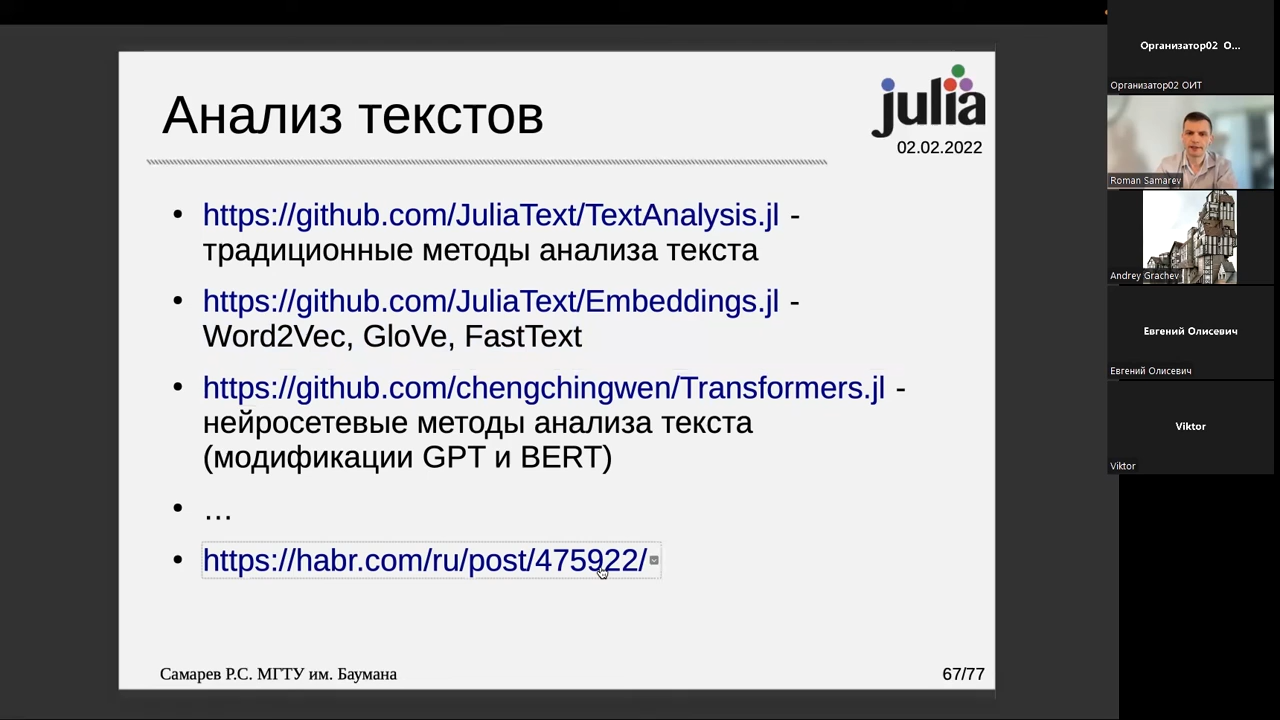 Анализ текстов
julia
02.02.2022
https://github.com/JuliaText/TextAnalysis.jl -
традиционные методы анализа текста
https://github.com/JuliaText/Embeddings.jl -
Word2Vec, GloVe, FastText
https://github.com/chengchingwen/Transformers.jl -
нейросетевые методы анализа текста
(модификации GPT и BERT)
...
https://habr.com/ru/post/475922/
Самарев Р.С. МГТУ им. Баумана
67/77
Организатор02 О...
Организатор02 ОИТ
Roman Samarev
Andrey Grachev
Евгений Олисевич
Евгений Олисевич
Viktor
Viktor